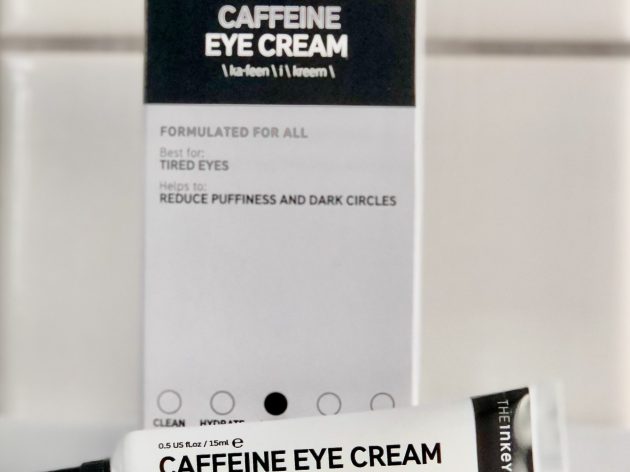 CAFFEINE
EYE CREAM
\ ka-feen \ i \ kreem \
FORMULATED FOR ALL
Best for:
TIRED EYES
Helps to:
REDUCE PUFFINESS AND DARK CIRCLES
CLEAN HYDRATE
0.5 US fl.oz / 15ml ℮
CAFFEINE EYE CREAM
THE INKEY